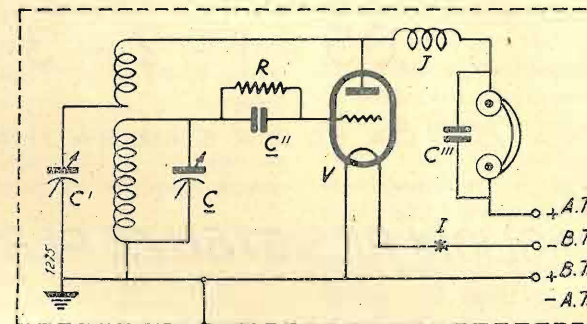 R
J
C''
C'''
C'
C
V
I
+ A.T.
- B.T.
+ B.T.
- A.T.
1275